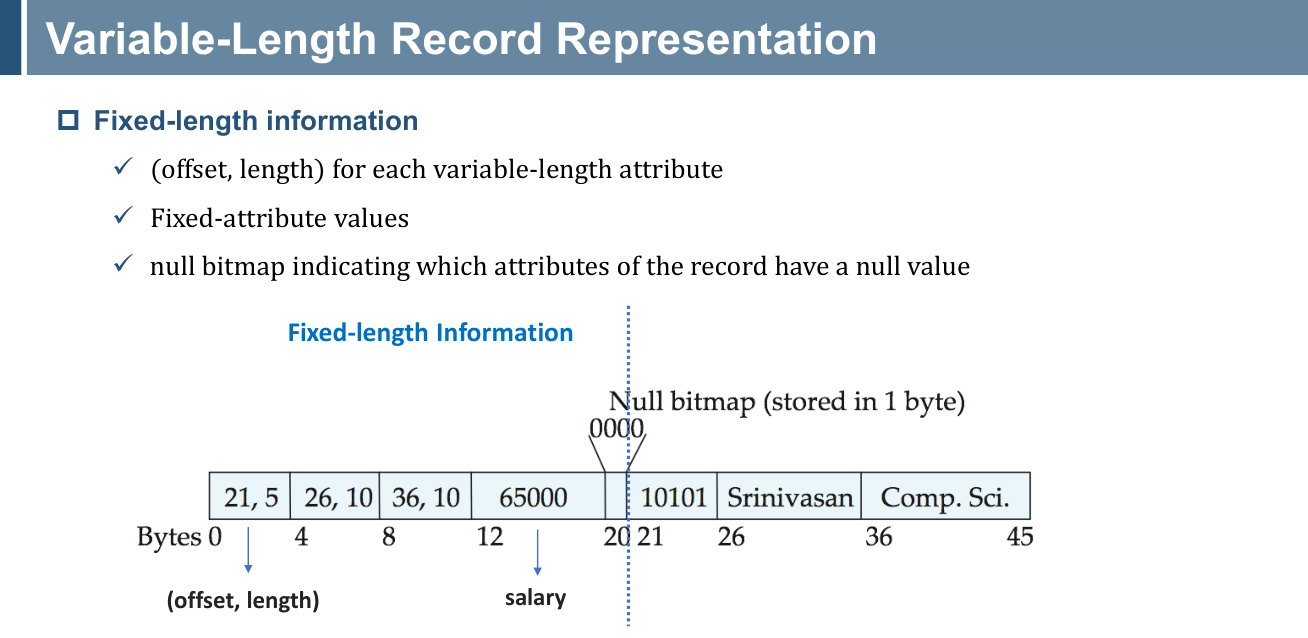 Variable-Length Record Representation
Fixed-length information
✓ (offset, length) for each variable-length attribute
✓ Fixed-attribute values
✓ null bitmap indicating which attributes of the record have a null value
Fixed-length Information
Null bitmap (stored in 1 byte)
0000
21, 5 26, 10 36, 10 65000 10101 Srinivasan Comp. Sci.
Bytes 0 4 8 12 20 21 26 36 45
(offset, length) salary